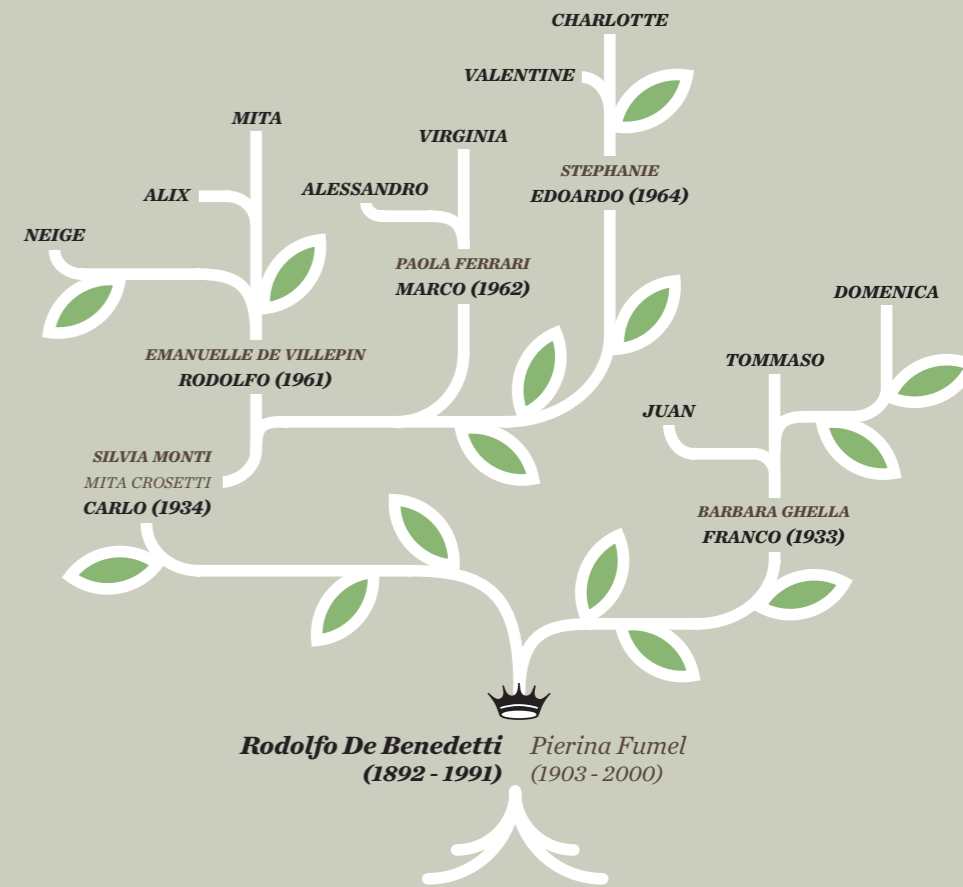 CHARLOTTE
VALENTINE
MITA
VIRGINIA
STEPHANIE
EDOARDO (1964)
ALIX
ALESSANDRO
NEIGE
PAOLA FERRARI
MARCO (1962)
DOMENICA
EMANUELLE DE VILLEPIN
RODOLFO (1961)
TOMMASO
JUAN
SILVIA MONTI
MITA CROSETTI
CARLO (1934)
BARBARA GHELLA
FRANCO (1933)
Rodolfo De Benedetti
(1892 - 1991)
Pierina Fumel
(1903 - 2000)